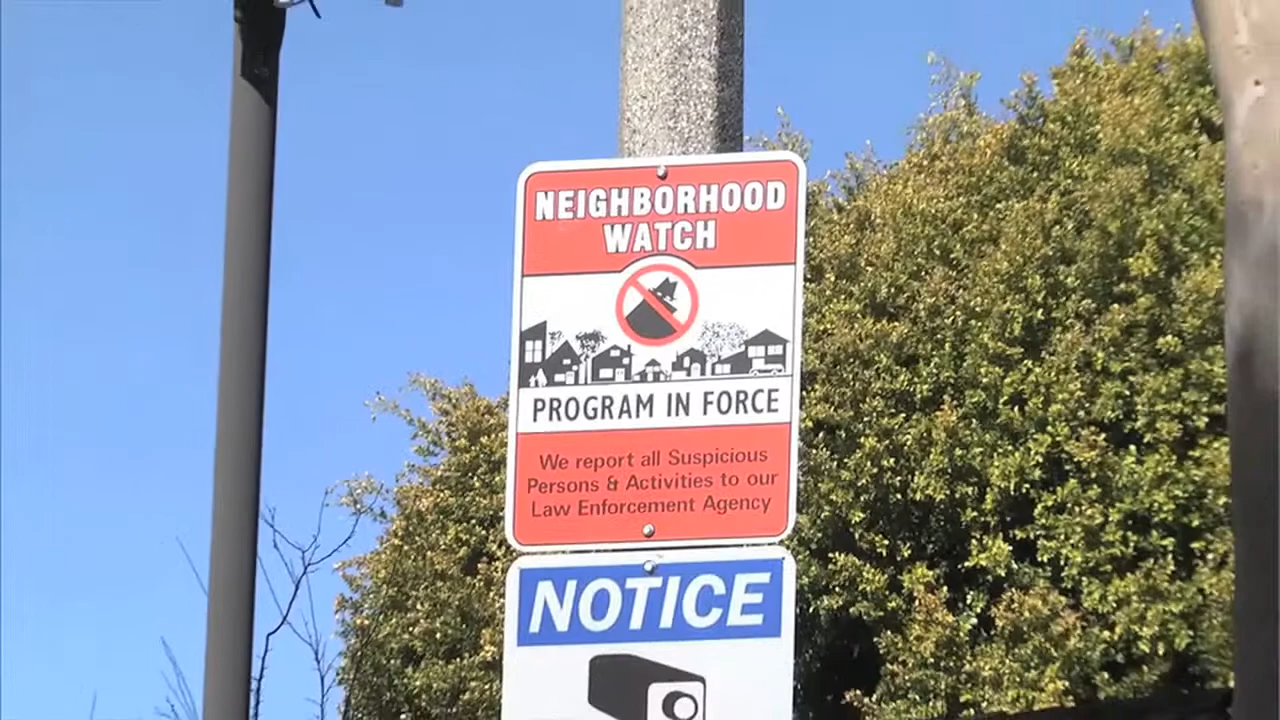 NEIGHBORHOOD
WATCH
PROGRAM IN FORCE
We report all Suspicious
Persons & Activities to our
Law Enforcement Agency
NOTICE